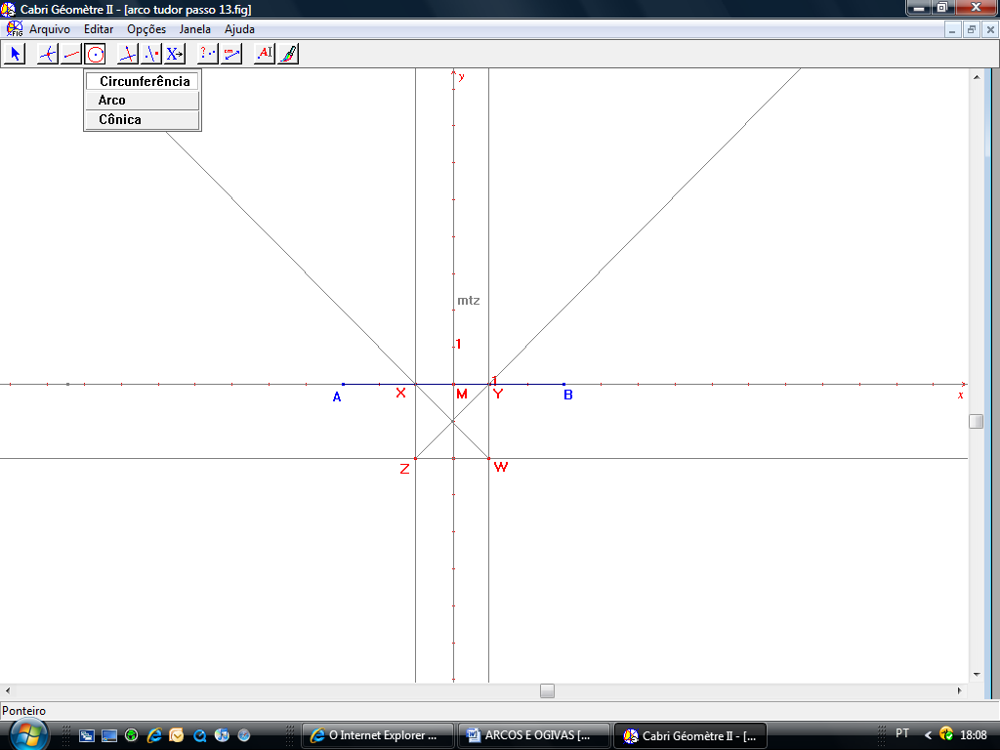 Cabri Géomètre II - [arco tudor passo 13.fig]
Arquivo Editar Opções Janela Ajuda
Circunferência
Arco
Cônica
y
mtz
1
1
A X M Y B x
Z W
Ponteiro
O Internet Explorer ... ARCOS E OGIVAS [... Cabri Géomètre II - [... PT 18:08